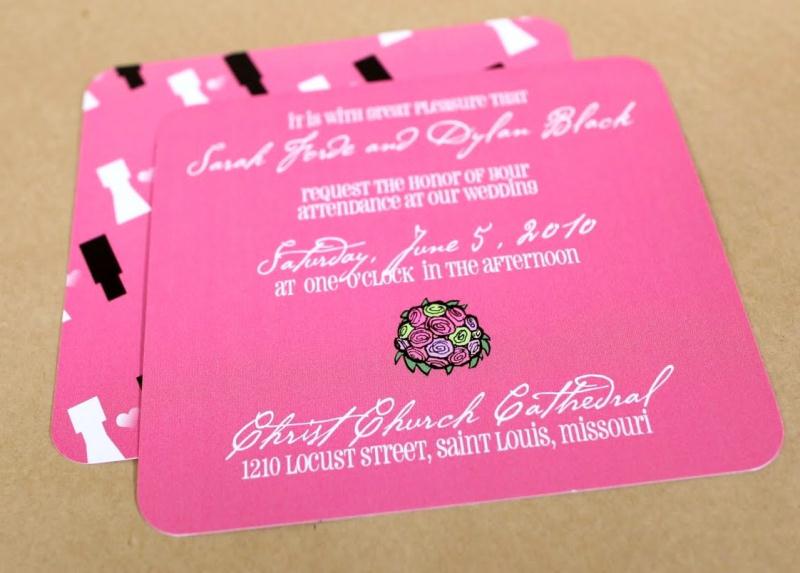 it is with great pleasure that
Sarah Forde and Dylan Black
request the honor of hour
attendance at our wedding
Saturday, June 5, 2010
at one o'clock in the afternoon
Christ Church Cathedral
1210 Locust Street, Saint Louis, Missouri